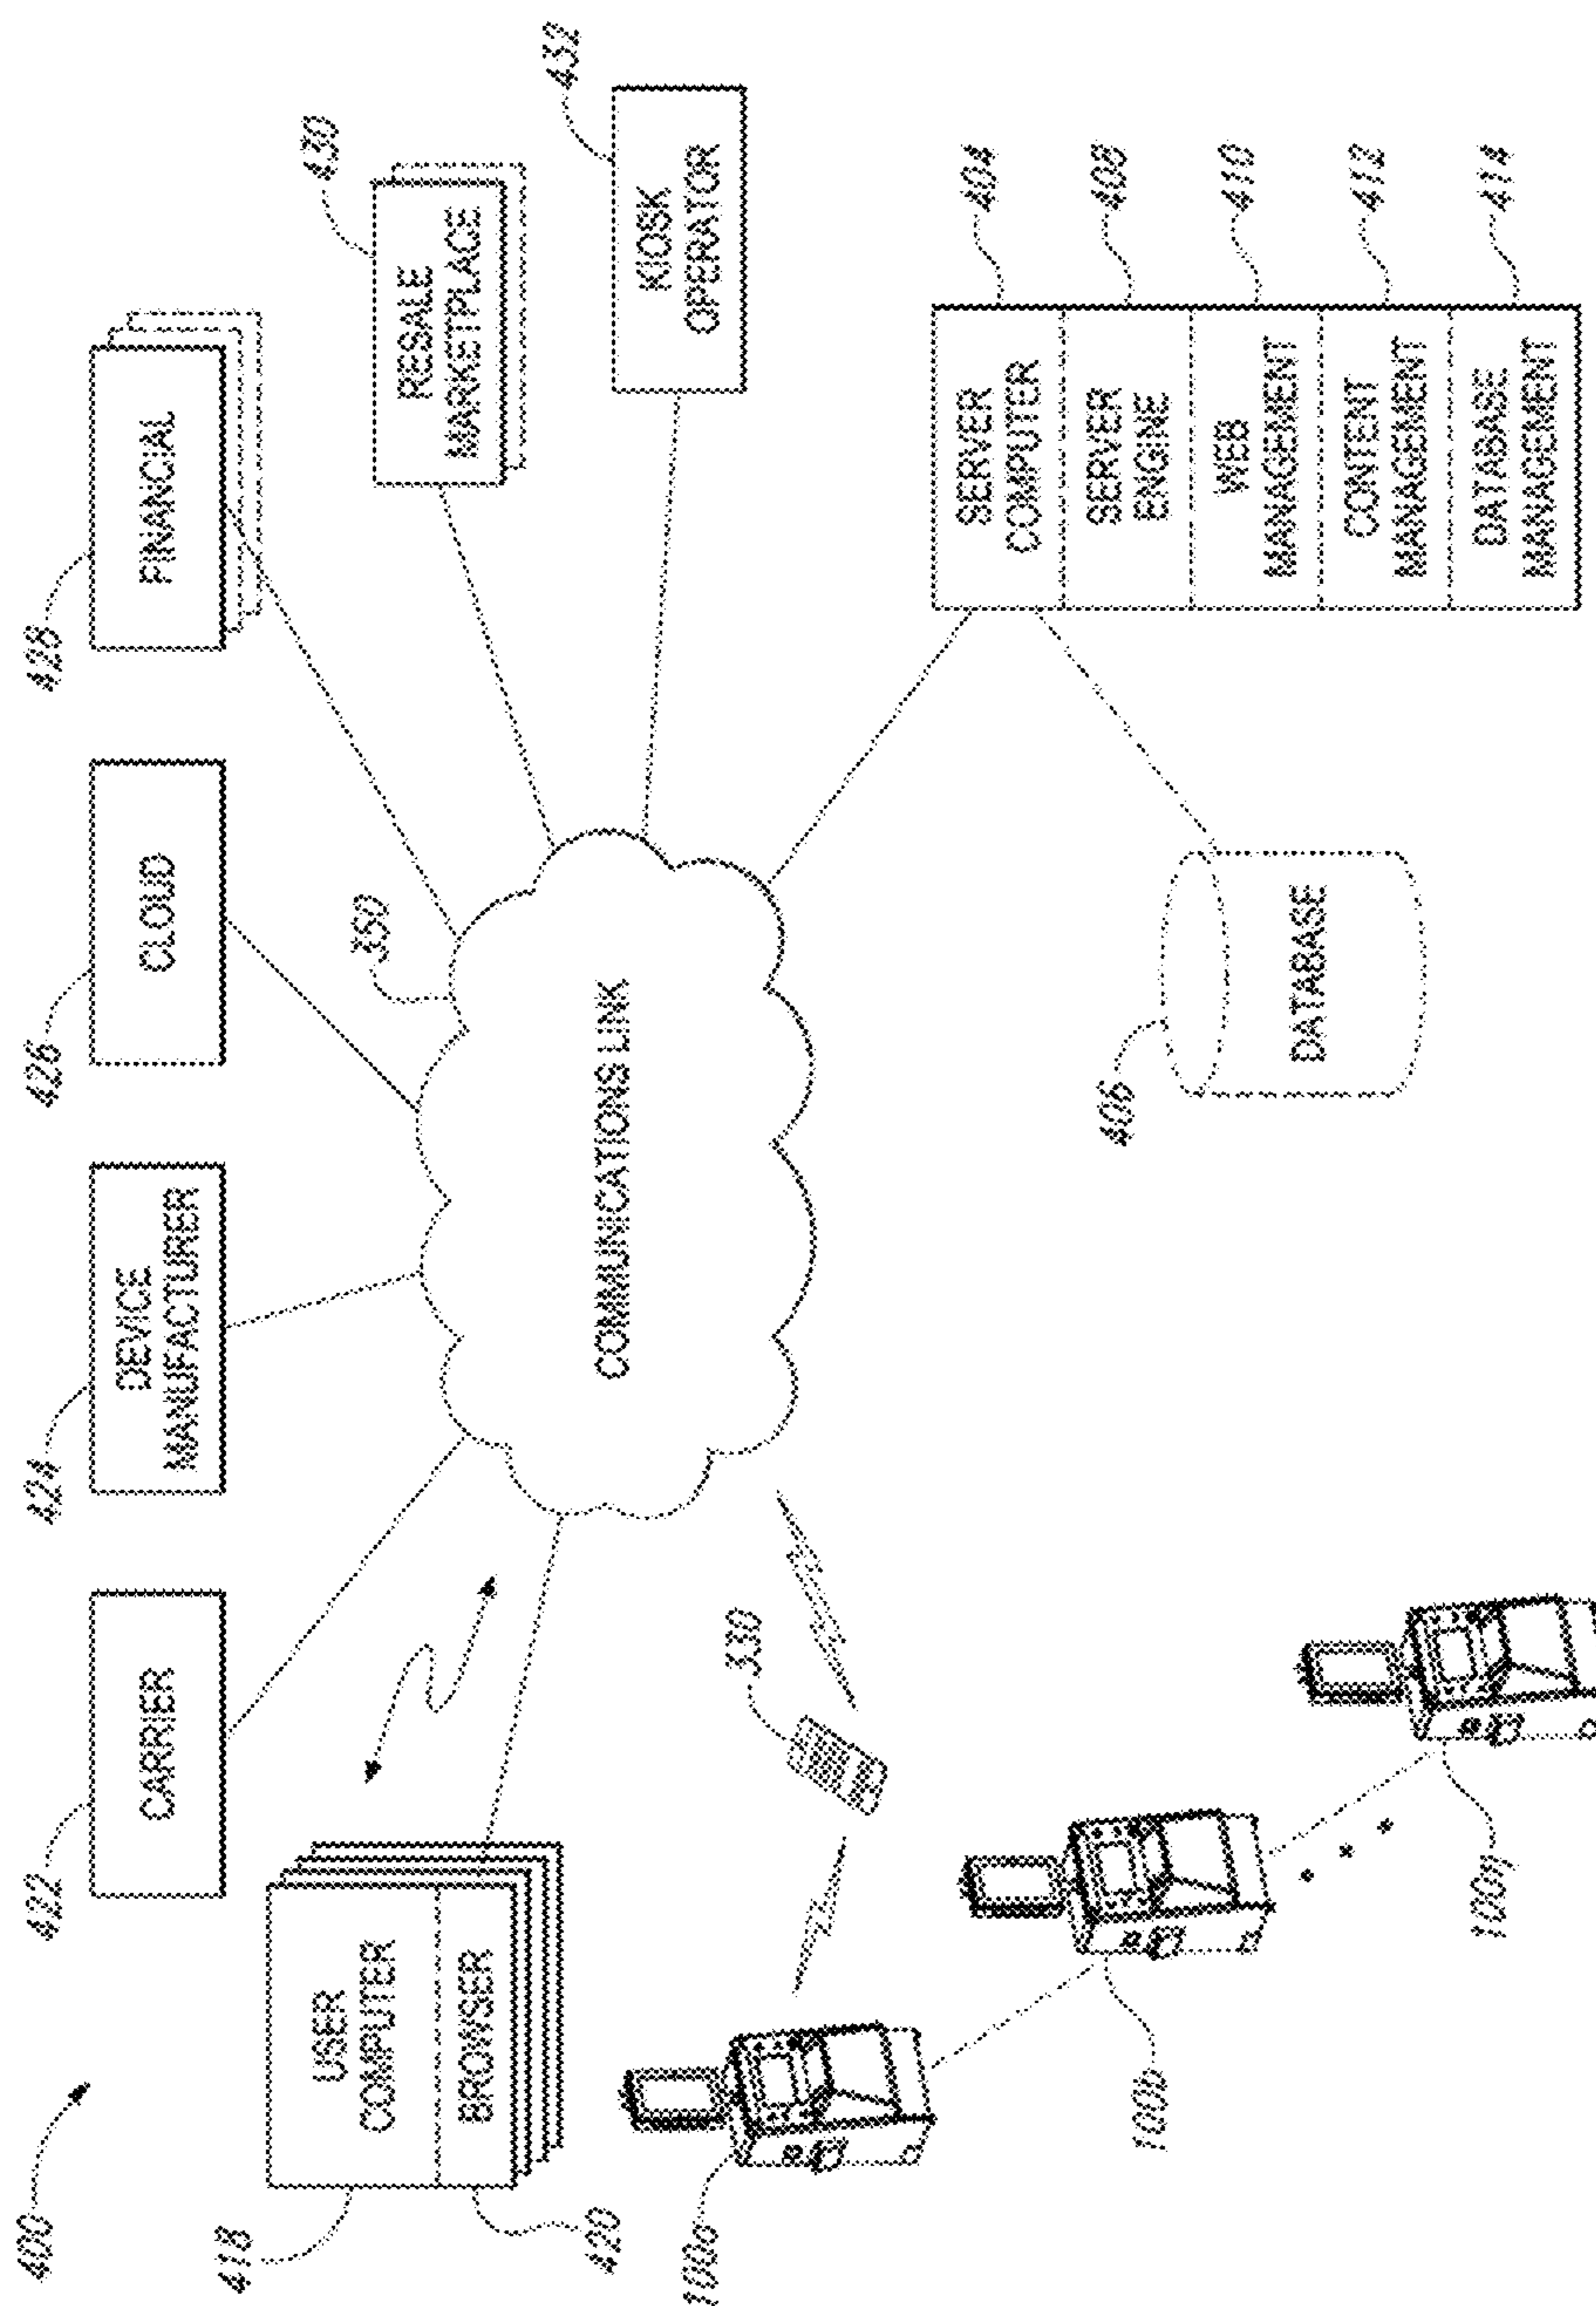 400
422
CARRIER
424
DEVICE
MANUFACTURER
426
CLOUD
428
FINANCIAL
418
USER
COMPUTER
BROWSER
420
350
COMMUNICATIONS LINK
430
RESALE
MARKETPLACE
432
KIOSK
OPERATOR
330
100a
100b
100n
406
DATABASE
SERVER
COMPUTER
404
SERVER
ENGINE
408
WEB
MANAGEMENT
410
CONTENT
MANAGEMENT
412
DATABASE
MANAGEMENT
414